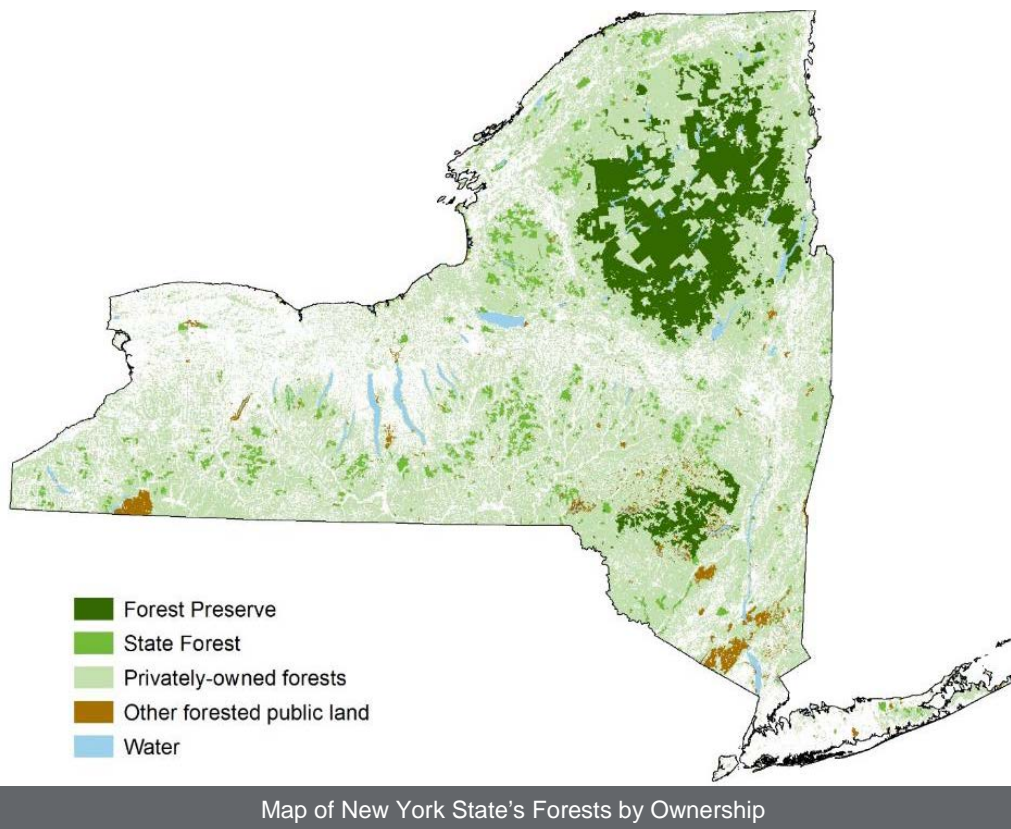 Forest Preserve
State Forest
Privately-owned forests
Other forested public land
Water
Map of New York State's Forests by Ownership